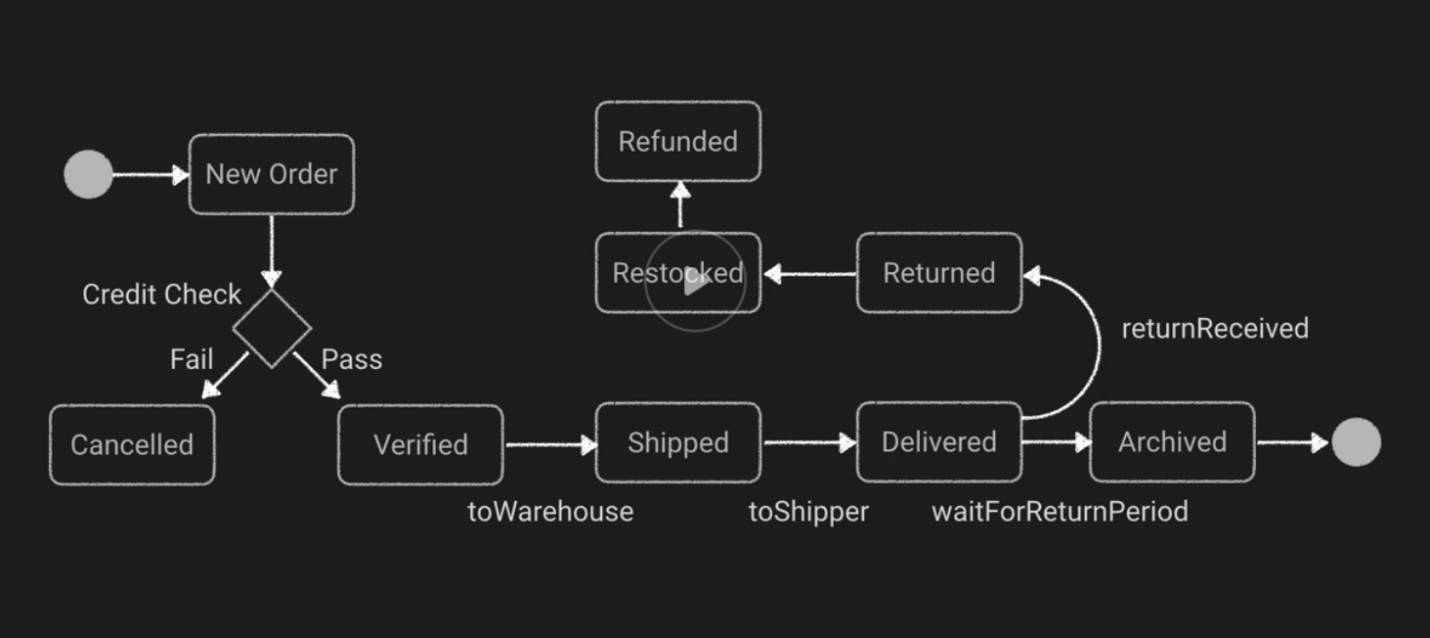 Refunded
New Order
Restocked
Returned
Credit Check
returnReceived
Fail
Pass
Cancelled
Verified
Shipped
Delivered
Archived
toWarehouse
toShipper
waitForReturnPeriod